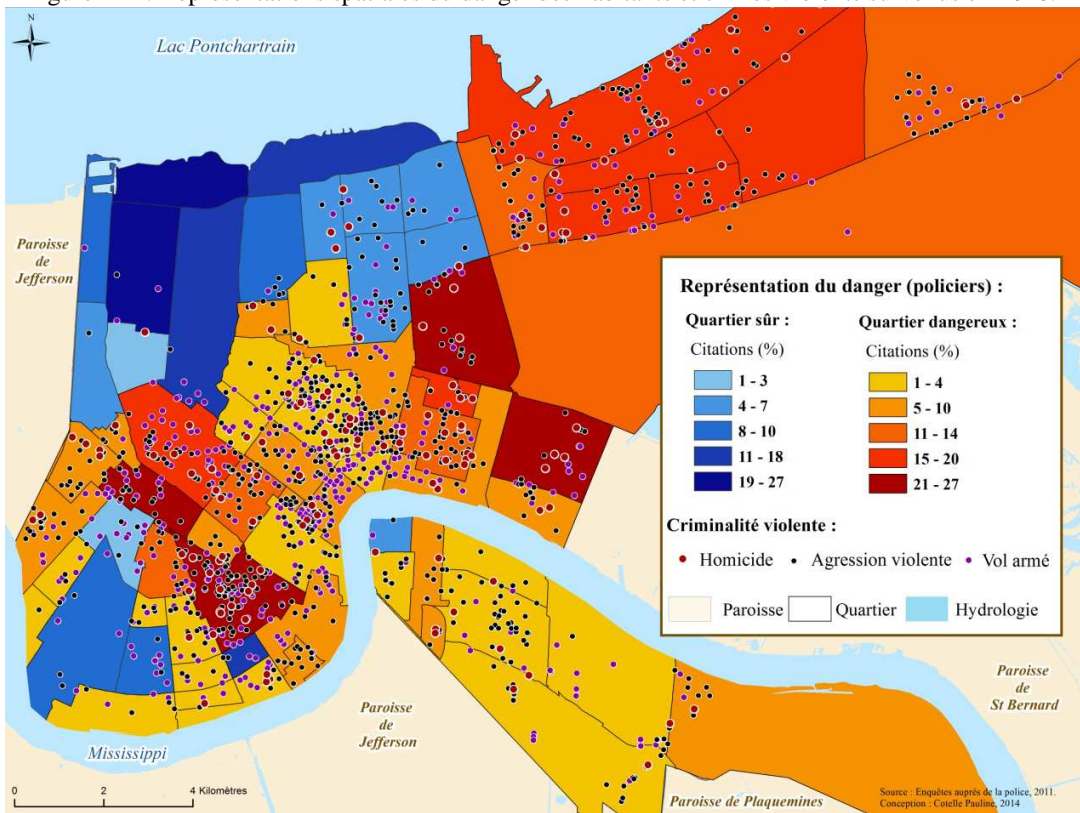 N
Lac Pontchartrain
Paroisse
de
Jefferson
Représentation du danger (policiers) :
Quartier sûr :
Quartier dangereux :
Citations (%)
Citations (%)
1 - 3
1 - 4
4 - 7
5 - 10
8 - 10
11 - 14
11 - 18
15 - 20
19 - 27
21 - 27
Criminalité violente :
Homicide
Agression violente
Vol armé
Paroisse
Quartier
Hydrologie
Paroisse
de
St Bernard
Paroisse
de
Jefferson
Mississippi
0 2 4 Kilomètres
Paroisse de Plaquemines
Source : Enquêtes auprés de la police, 2011.
Conception : Cotelle Pauline, 2014